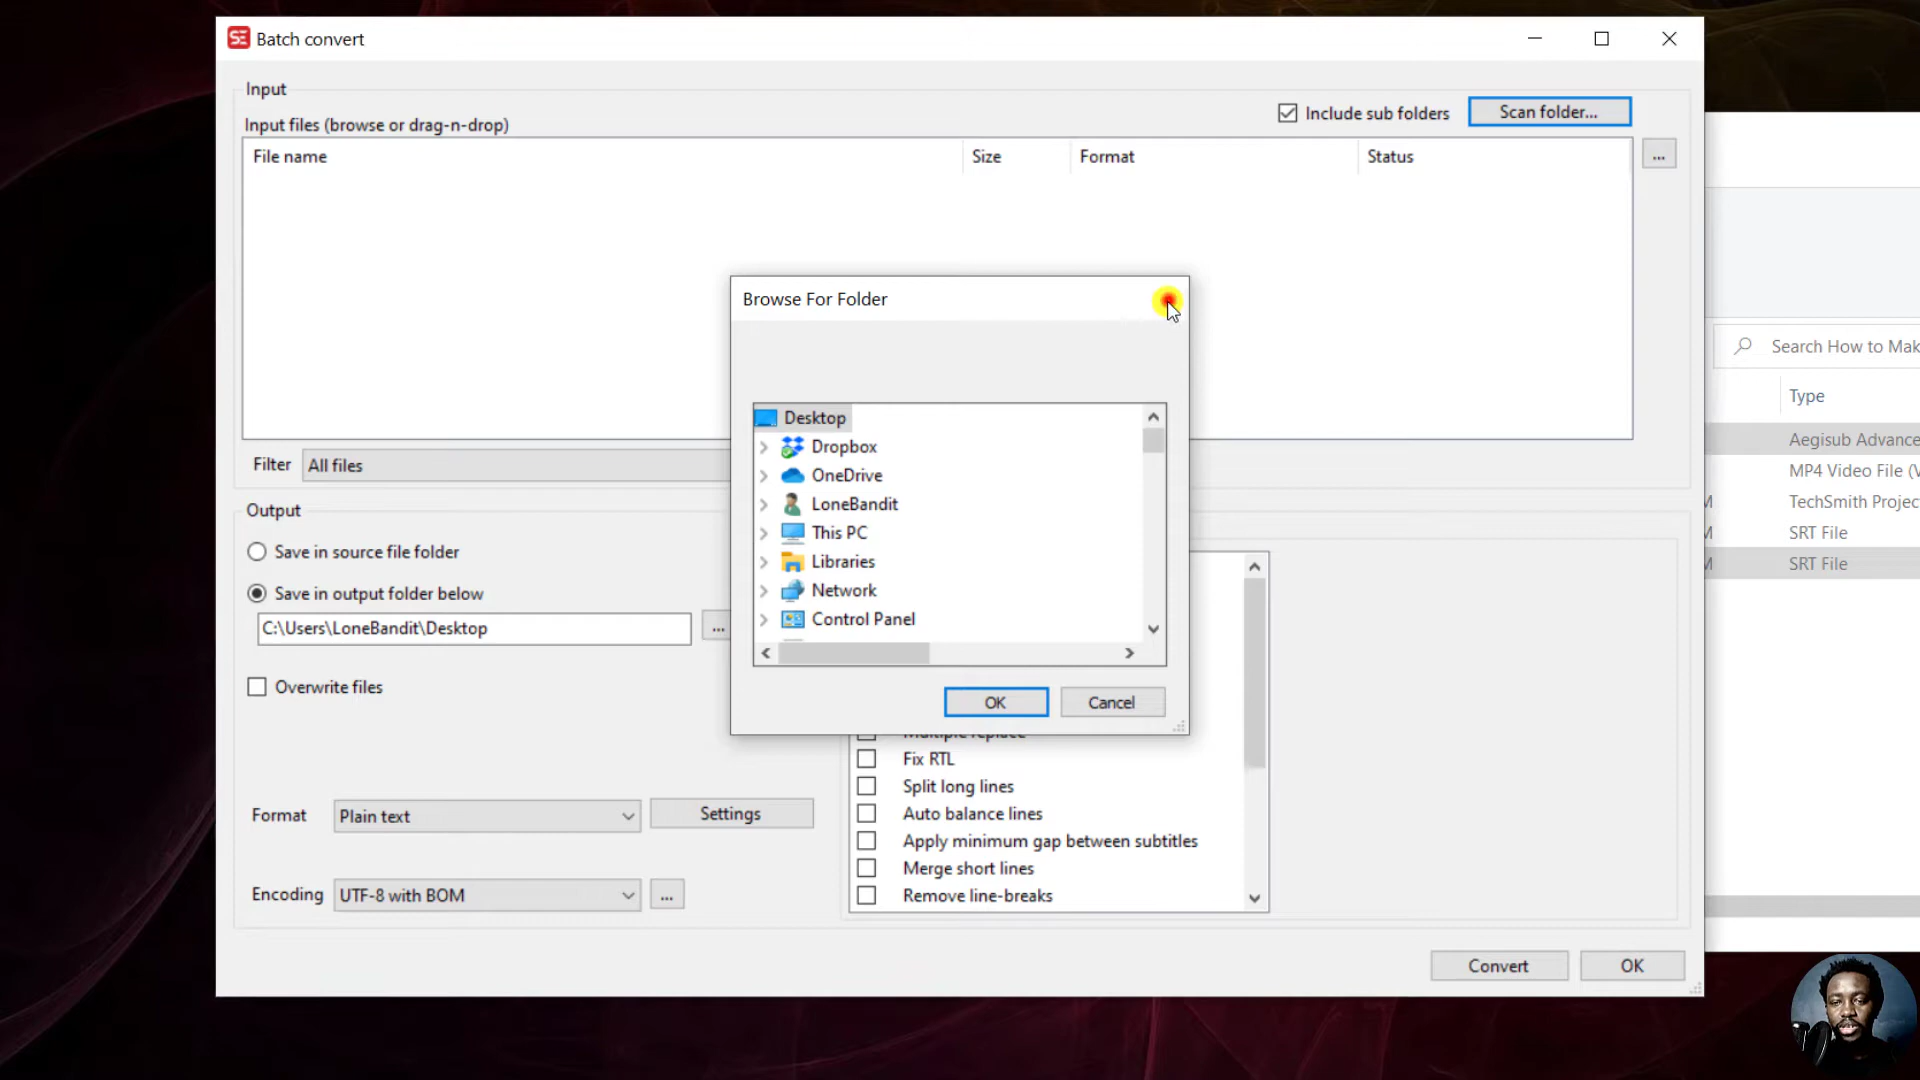 SE Batch convert
Input
Include sub folders
Scan folder...
Input files (browse or drag-n-drop)
File name
Size
Format
Status
...
Browse For Folder
Desktop
Dropbox
OneDrive
LoneBandit
This PC
Libraries
Network
Control Panel
OK
Cancel
Filter
All files
Output
Save in source file folder
Save in output folder below
C:\Users\LoneBandit\Desktop
...
Overwrite files
Format
Plain text
Settings
Encoding
UTF-8 with BOM
...
Multiple replace
Fix RTL
Split long lines
Auto balance lines
Apply minimum gap between subtitles
Merge short lines
Remove line-breaks
Convert
OK
Search How to Mak
Type
Aegisub Advance
MP4 Video File (V
TechSmith Projec
SRT File
SRT File